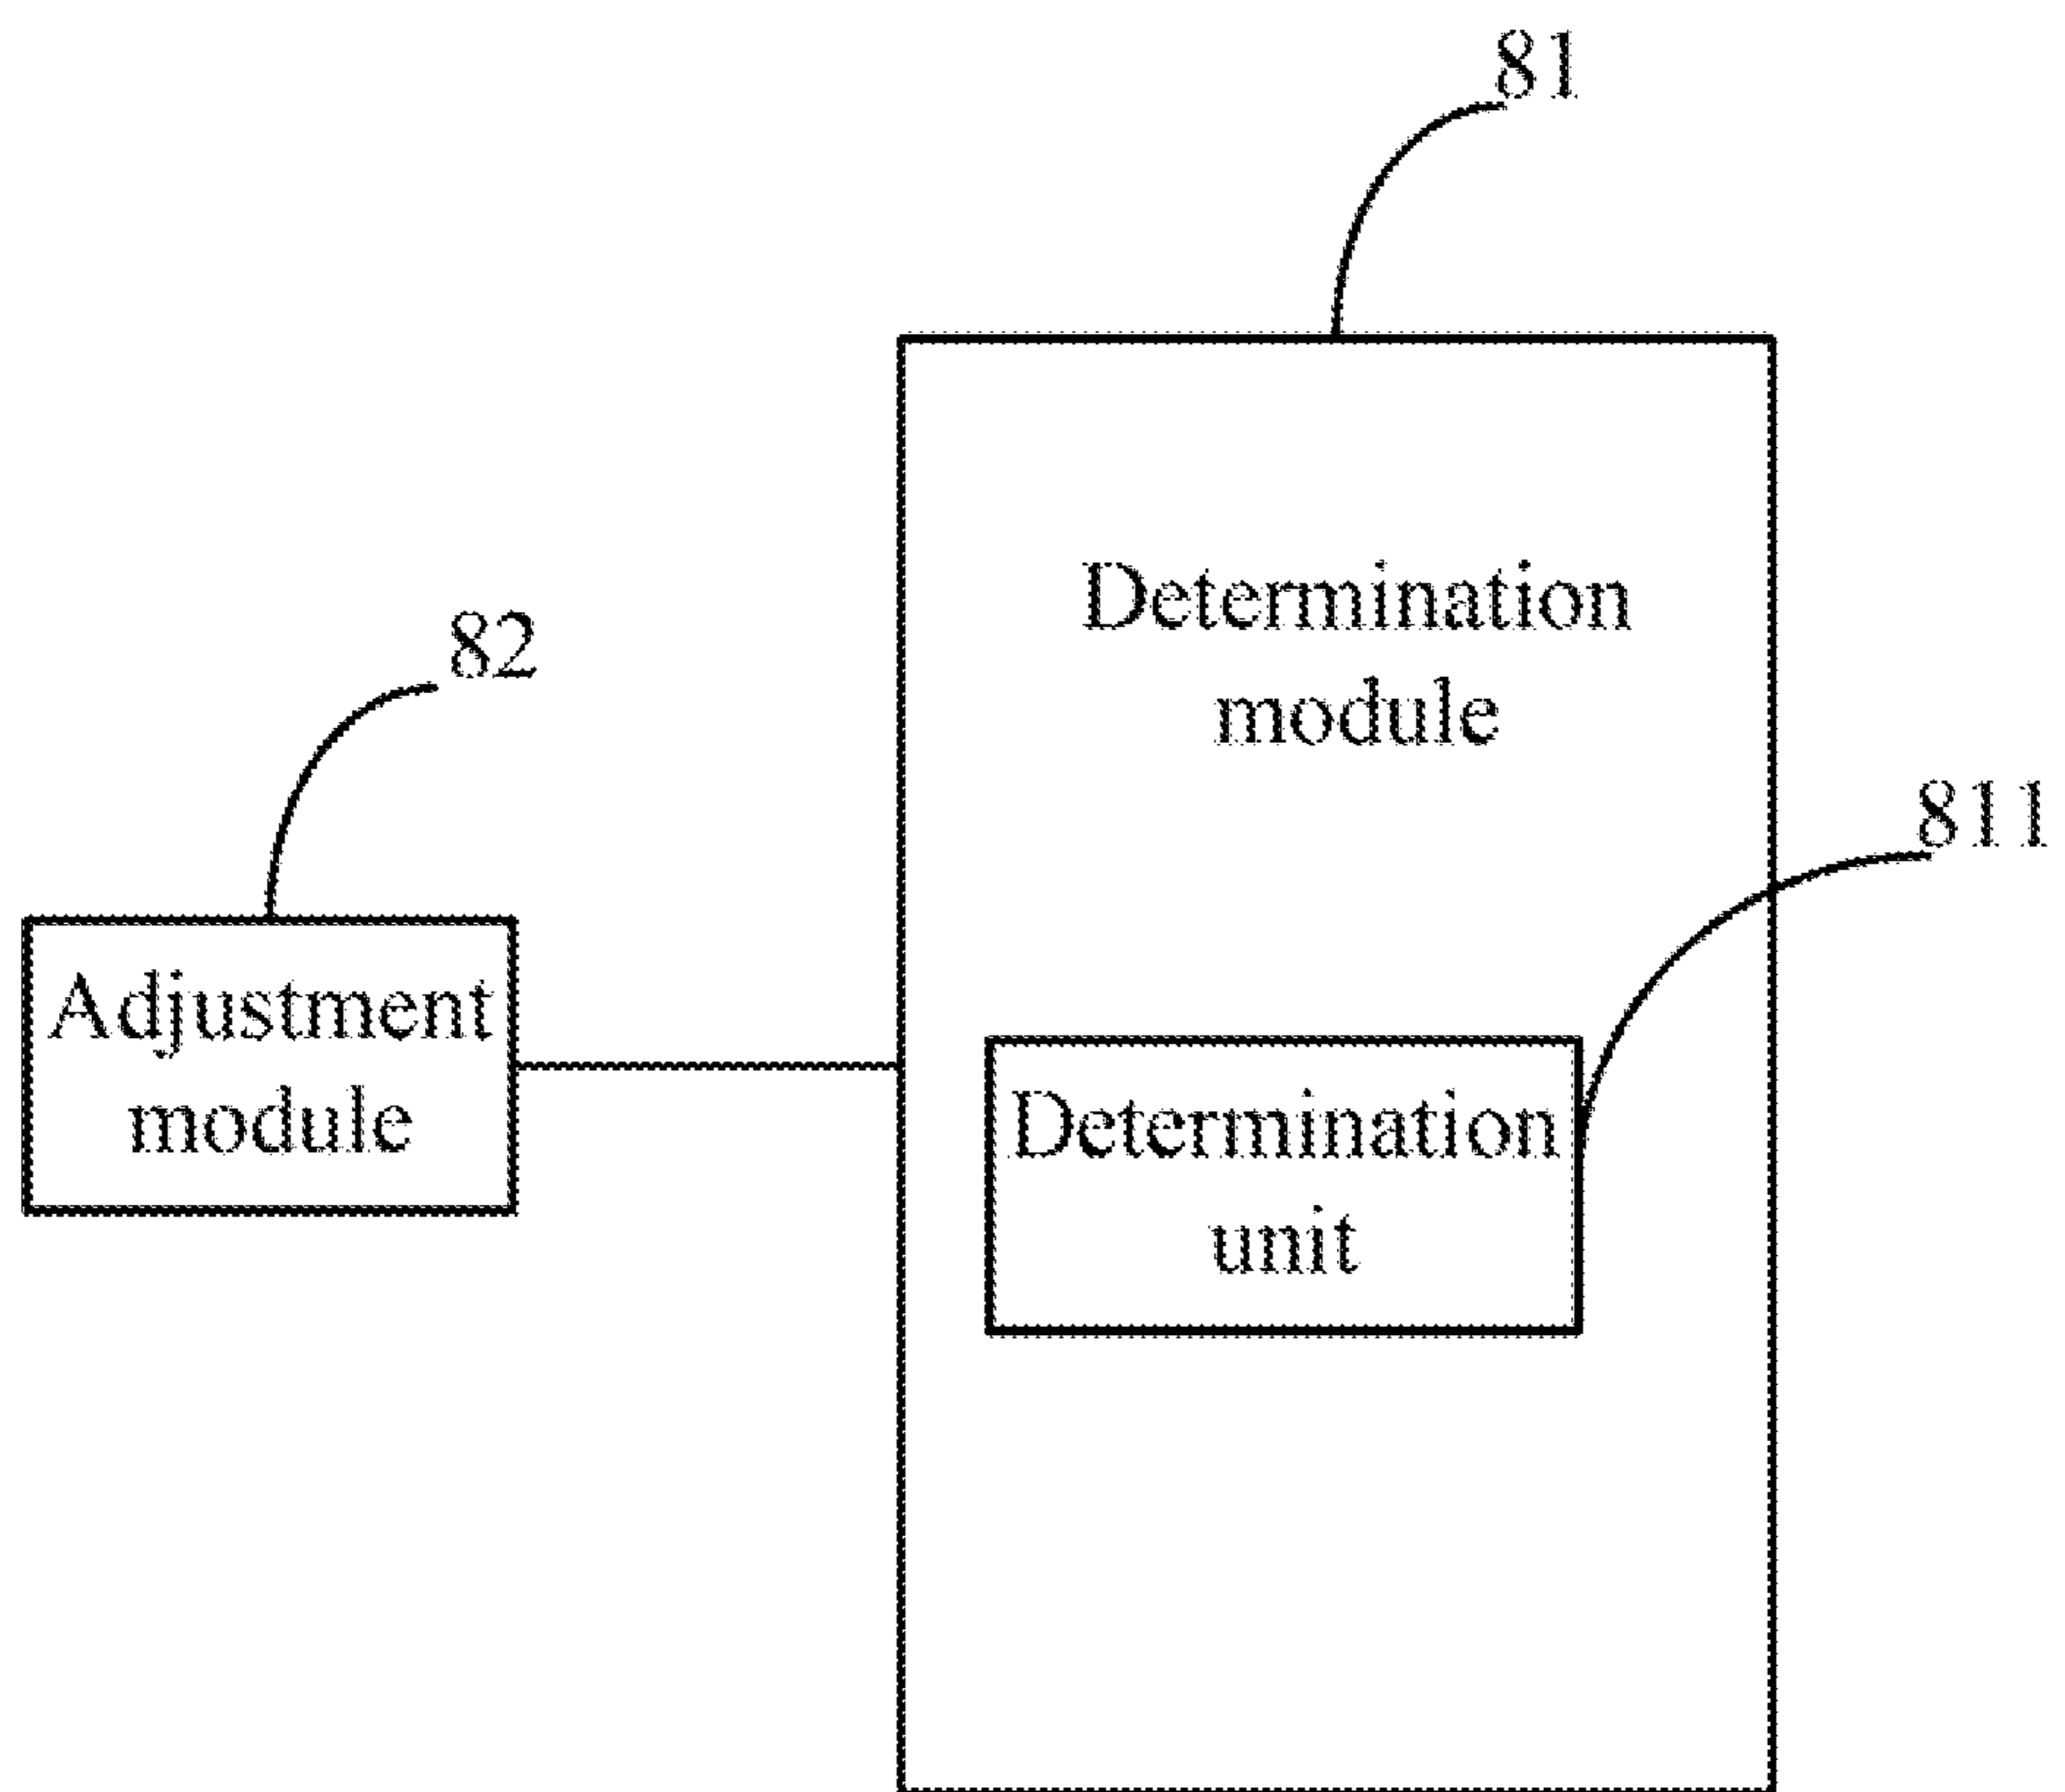 81
Determination
module
82
811
Adjustment
module
Determination
unit